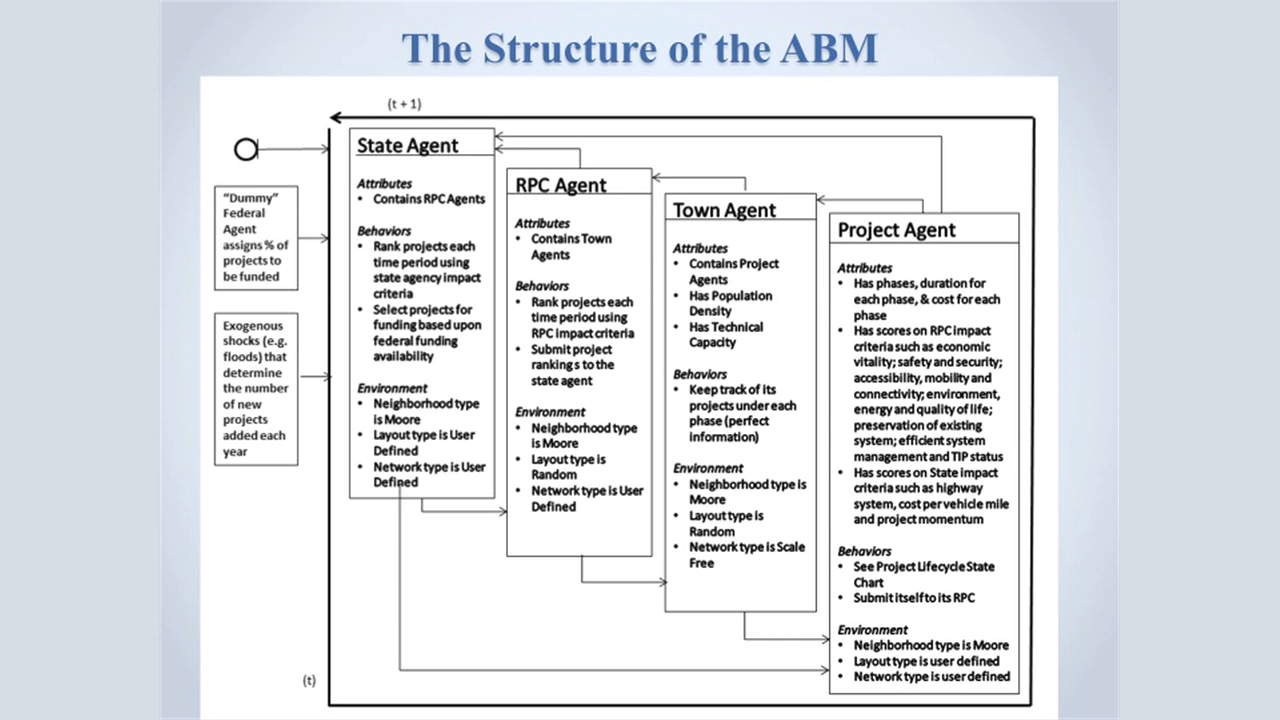 The Structure of the ABM
(t + 1)
"Dummy"
Federal
Agent
assigns % of
projects to
be funded
Exogenous
shocks (e.g.
floods) that
determine
the number
of new
projects
added each
year
(t)
State Agent
Attributes
• Contains RPC Agents
Behaviors
• Rank projects each
time period using
state agency impact
criteria
• Select projects for
funding based upon
federal funding
availability
Environment
• Neighborhood type
is Moore
• Layout type is User
Defined
• Network type is User
Defined
RPC Agent
Attributes
• Contains Town
Agents
Behaviors
• Rank projects each
time period using
RPC impact criteria
• Submit project
rankings to the
state agent
Environment
• Neighborhood type
is Moore
• Layout type is
Random
• Network type is User
Defined
Town Agent
Attributes
• Contains Project
Agents
• Has Population
Density
• Has Technical
Capacity
Behaviors
• Keep track of its
projects under each
phase (perfect
information)
Environment
• Neighborhood type is
Moore
• Layout type is
Random
• Network type is Scale
Free
Project Agent
Attributes
• Has phases, duration for
each phase, & cost for each
phase
• Has scores on RPC impact
criteria such as economic
vitality; safety and security;
accessibility, mobility and
connectivity; environment,
energy and quality of life;
preservation of existing
system; efficient system
management and TIP status
• Has scores on State impact
criteria such as highway
system, cost per vehicle mile
and project momentum
Behaviors
• See Project Lifecycle State
Chart
• Submit itself to its RPC
Environment
• Neighborhood type is Moore
• Layout type is user defined
• Network type is user defined